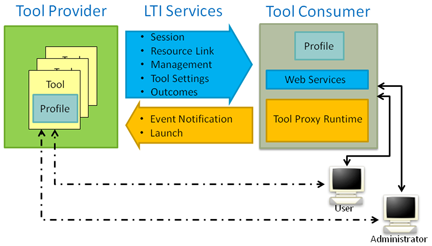 Tool Provider
LTI Services
Tool Consumer
Tool
Profile
• Session
• Resource Link
• Management
• Tool Settings
• Outcomes
• Event Notification
• Launch
Profile
Web Services
Tool Proxy Runtime
User
Administrator